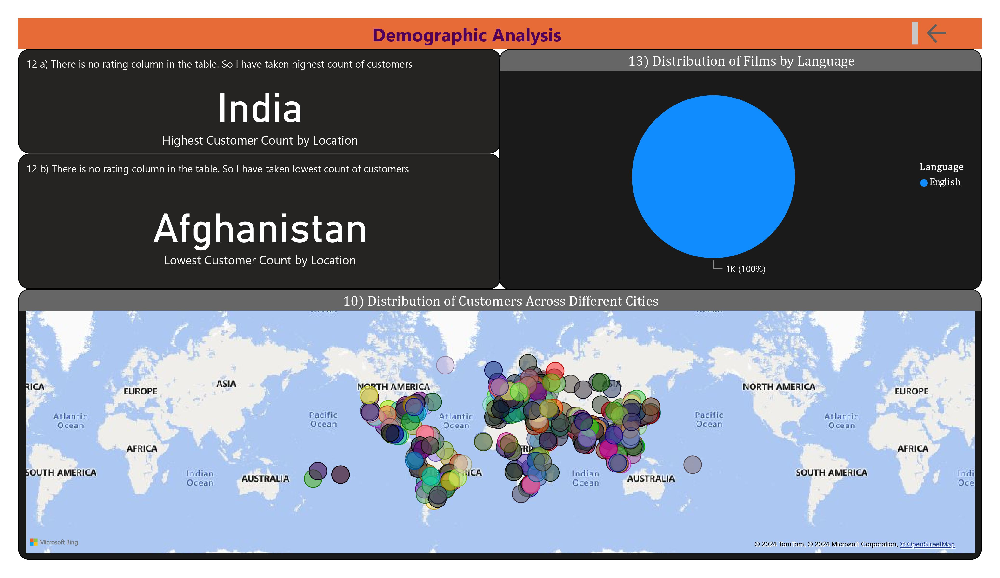 Demographic Analysis
12 a) There is no rating column in the table. So I have taken highest count of customers
India
Highest Customer Count by Location
12 b) There is no rating column in the table. So I have taken lowest count of customers
Afghanistan
Lowest Customer Count by Location
13) Distribution of Films by Language
Language
English
1K (100%)
10) Distribution of Customers Across Different Cities
Ocean
Ocean
RICA
EUROPE
ASIA
NORTH AMERICA
ASIA
NORTH AMERICA
EUROPE
Atlantic
Ocean
Pacific
Ocean
Atlantic
Ocean
Pacific
Ocean
Atlantic
Ocean
AFRICA
AFRICA
SOUTH AMERICA
Indian
Ocean
AUSTRALIA
RICA
Indian
Ocean
AUSTRALIA
SOUTH AMERICA
Indi
Oce
Microsoft Bing
© 2024 TomTom, © 2024 Microsoft Corporation, © OpenStreetMap